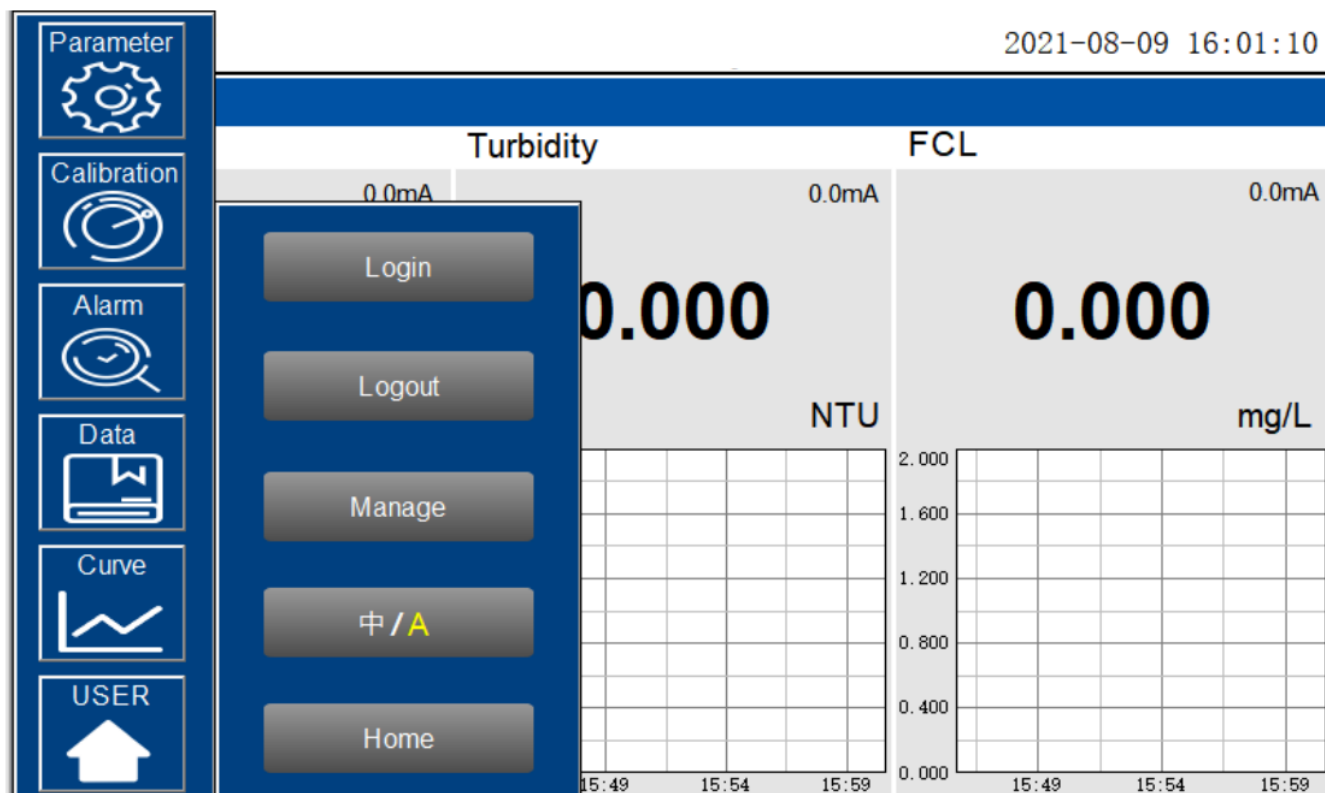 Parameter
2021-08-09 16:01:10
Calibration
Turbidity
FCL
0.0mA
0.0mA
0.0mA
Login
Alarm
0.000
0.000
Logout
NTU
mg/L
Data
2.000
Manage
1.600
Curve
1.200
中/A
0.800
USER
0.400
Home
0.000
15:49
15:54
15:59
15:49
15:54
15:59